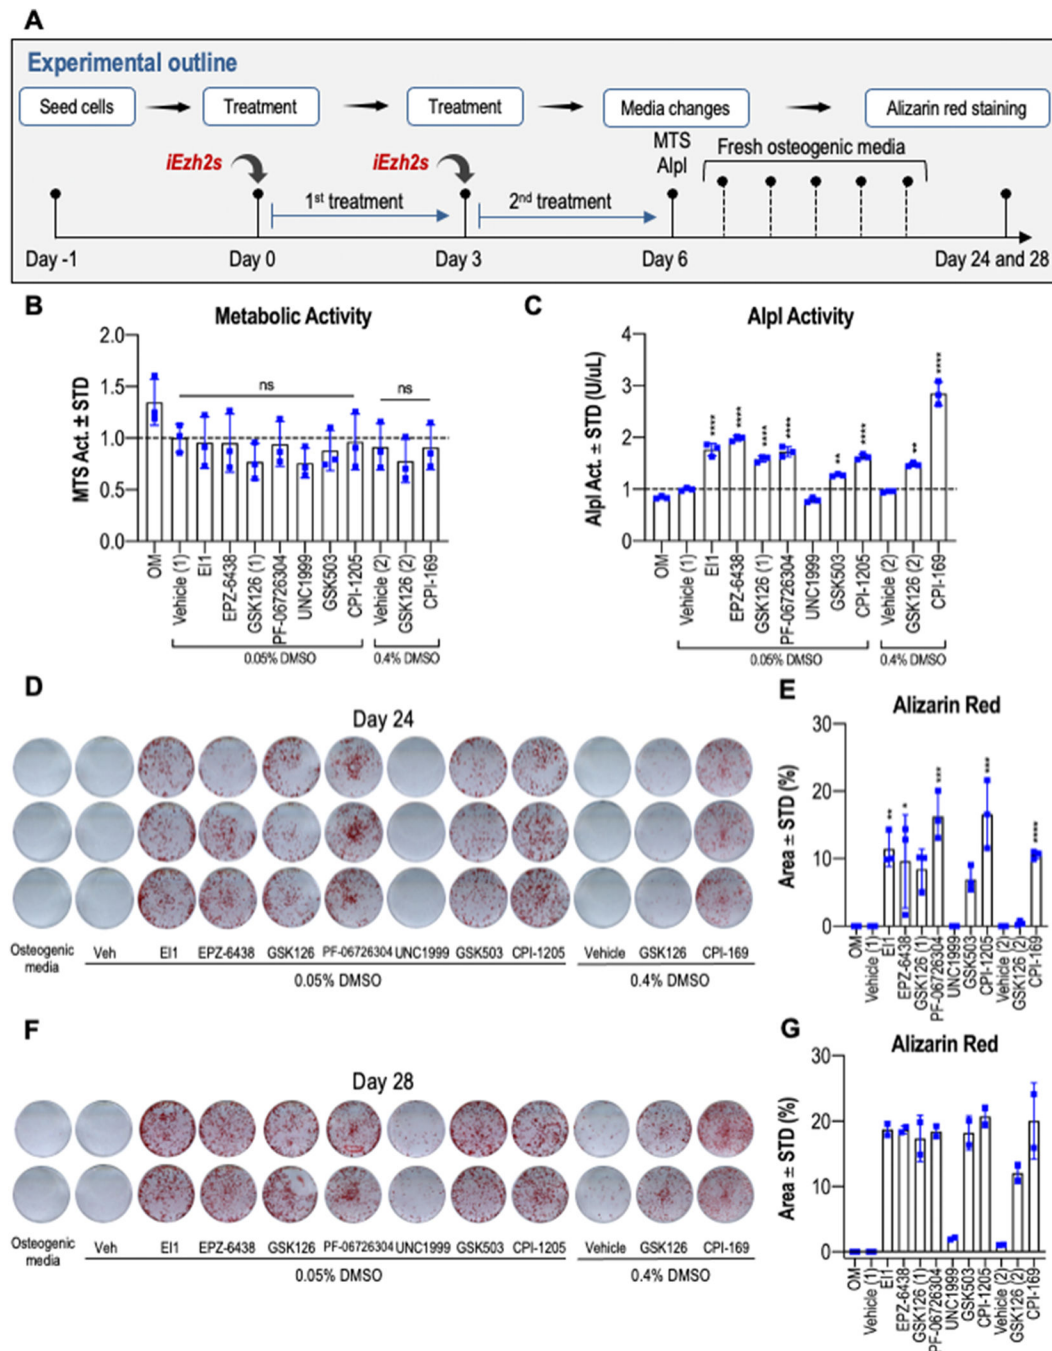 A
Experimental outline
Seed cells
Treatment
Treatment
Media changes
Alizarin red staining
iEzh2s
iEzh2s
MTS
Alpl
Fresh osteogenic media
1st treatment
2nd treatment
Day -1
Day 0
Day 3
Day 6
Day 24 and 28
B
Metabolic Activity
MTS Act. ± STD
2.0
1.5
1.0
0.5
0.0
ns
ns
OM
Vehicle (1)
EI1
EPZ-6438
GSK126 (1)
PF-06726304
UNC1999
GSK503
CPI-1205
Vehicle (2)
GSK126 (2)
CPI-169
0.05% DMSO
0.4% DMSO
C
Alpl Activity
Alpl Act. ± STD (U/uL)
4
3
2
1
0
****
****
****
****
**
****
**
****
OM
Vehicle (1)
EI1
EPZ-6438
GSK126 (1)
PF-06726304
UNC1999
GSK503
CPI-1205
Vehicle (2)
GSK126 (2)
CPI-169
0.05% DMSO
0.4% DMSO
D
Day 24
Osteogenic
media
Veh
EI1
EPZ-6438
GSK126
PF-06726304
UNC1999
GSK503
CPI-1205
Vehicle
GSK126
CPI-169
0.05% DMSO
0.4% DMSO
E
Alizarin Red
Area ± STD (%)
30
20
10
0
**
*
***
***
****
OM
Vehicle (1)
EI1
EPZ-6438
GSK126 (1)
PF-06726304
UNC1999
GSK503
CPI-1205
Vehicle (2)
GSK126 (2)
CPI-169
F
Day 28
Osteogenic
media
Veh
EI1
EPZ-6438
GSK126
PF-06726304
UNC1999
GSK503
CPI-1205
Vehicle
GSK126
CPI-169
0.05% DMSO
0.4% DMSO
G
Alizarin Red
Area ± STD (%)
30
20
10
0
OM
Vehicle (1)
EI1
EPZ-6438
GSK126 (1)
PF-06726304
UNC1999
GSK503
CPI-1205
Vehicle (2)
GSK126 (2)
CPI-169